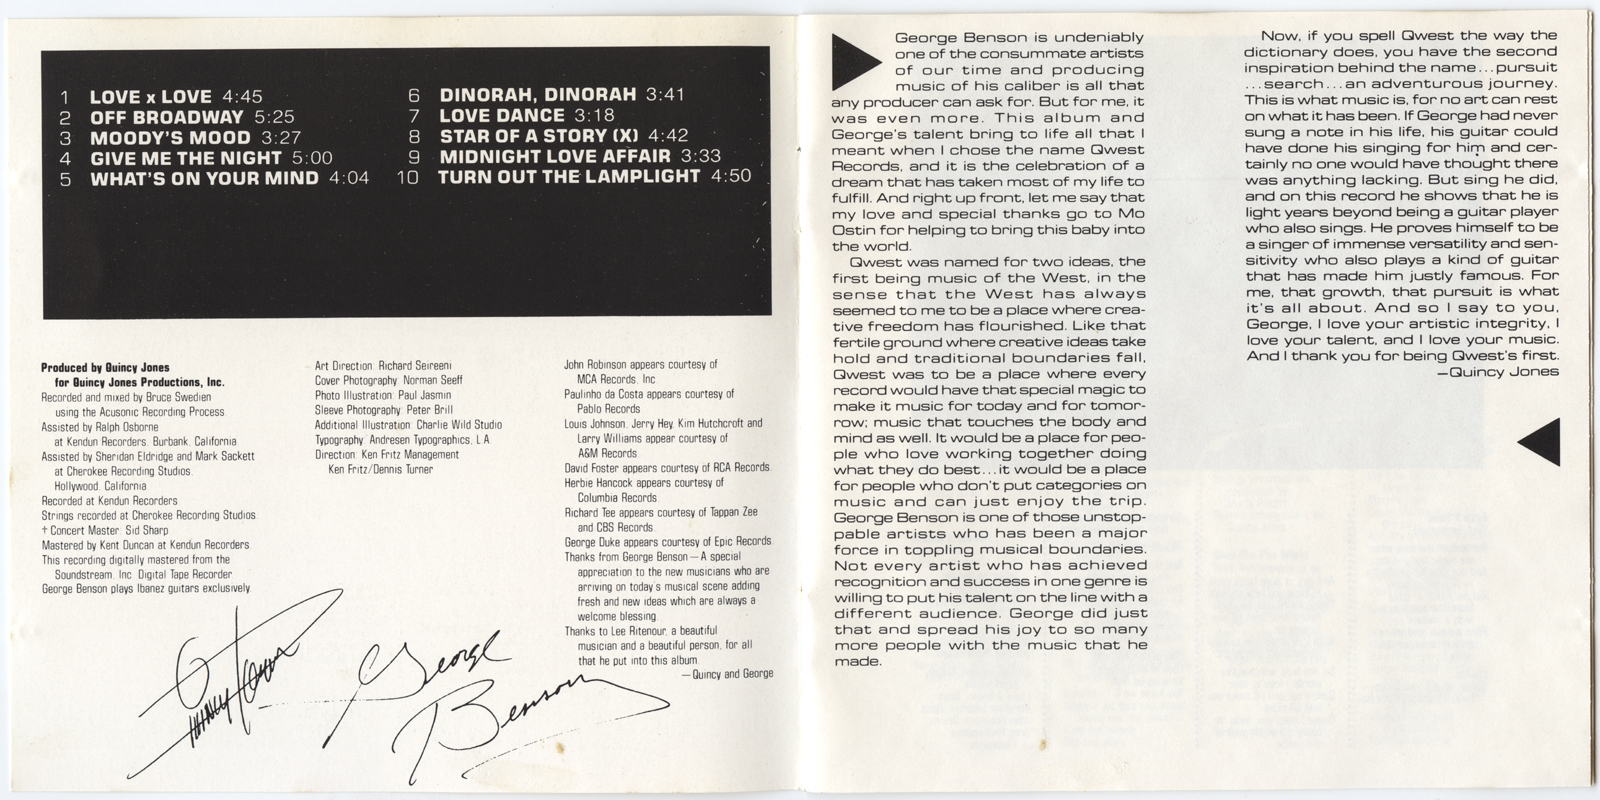 1 LOVE x LOVE 4:45
2 OFF BROADWAY 5:25
3 MOODY'S MOOD 3:27
4 GIVE ME THE NIGHT 5:00
5 WHAT'S ON YOUR MIND 4:04
6 DINORAH, DINORAH 3:41
7 LOVE DANCE 3:18
8 STAR OF A STORY (X) 4:42
9 MIDNIGHT LOVE AFFAIR 3:33
10 TURN OUT THE LAMPLIGHT 4:50
Produced by Quincy Jones
for Quincy Jones Productions, Inc.
Recorded and mixed by Bruce Swedien
using the Acusonic Recording Process.
Assisted by Ralph Osborne
at Kendun Recorders, Burbank, California
Assisted by Sheridan Eldridge and Mark Sackett
at Cherokee Recording Studios,
Hollywood, California.
Recorded at Kendun Recorders
Strings recorded at Cherokee Recording Studios.
† Concert Master: Sid Sharp
Mastered by Kent Duncan at Kendun Recorders
This recording digitally mastered from the
Soundstream, Inc. Digital Tape Recorder
George Benson plays Ibanez guitars exclusively.
Art Direction: Richard Seireeni
Cover Photography: Norman Seeff
Photo Illustration: Paul Jasmin
Sleeve Photography: Peter Brill
Additional Illustration: Charlie Wild Studio
Typography: Andresen Typographics, L.A.
Direction: Ken Fritz Management
Ken Fritz/Dennis Turner
John Robinson appears courtesy of
MCA Records, Inc.
Paulinho da Costa appears courtesy of
Pablo Records
Louis Johnson, Jerry Hey, Kim Hutchcroft and
Larry Williams appear courtesy of
A&M Records
David Foster appears courtesy of RCA Records.
Herbie Hancock appears courtesy of
Columbia Records.
Richard Tee appears courtesy of Tappan Zee
and CBS Records.
George Duke appears courtesy of Epic Records.
Thanks from George Benson—A special
appreciation to the new musicians who are
arriving on today's musical scene adding
fresh and new ideas which are always a
welcome blessing.
Thanks to Lee Ritenour, a beautiful
musician and a beautiful person, for all
that he put into this album.
—Quincy and George
Quincy Jones
George
Benson
George Benson is undeniably
one of the consummate artists
of our time and producing
music of his caliber is all that
any producer can ask for. But for me, it
was even more. This album and
George's talent bring to life all that I
meant when I chose the name Qwest
Records, and it is the celebration of a
dream that has taken most of my life to
fulfill. And right up front, let me say that
my love and special thanks go to Mo
Ostin for helping to bring this baby into
the world.
Qwest was named for two ideas, the
first being music of the West, in the
sense that the West has always
seemed to me to be a place where crea-
tive freedom has flourished. Like that
fertile ground where creative ideas take
hold and traditional boundaries fall,
Qwest was to be a place where every
record would have that special magic to
make it music for today and for tomor-
row; music that touches the body and
mind as well. It would be a place for peo-
ple who love working together doing
what they do best...it would be a place
for people who don't put categories on
music and can just enjoy the trip.
George Benson is one of those unstop-
pable artists who has been a major
force in toppling musical boundaries.
Not every artist who has achieved
recognition and success in one genre is
willing to put his talent on the line with a
different audience. George did just
that and spread his joy to so many
more people with the music that he
made.
Now, if you spell Qwest the way the
dictionary does, you have the second
inspiration behind the name...pursuit
...search...an adventurous journey.
This is what music is, for no art can rest
on what it has been. If George had never
sung a note in his life, his guitar could
have done his singing for him and cer-
tainly no one would have thought there
was anything lacking. But sing he did,
and on this record he shows that he is
light years beyond being a guitar player
who also sings. He proves himself to be
a singer of immense versatility and sen-
sitivity who also plays a kind of guitar
that has made him justly famous. For
me, that growth, that pursuit is what
it's all about. And so I say to you,
George, I love your artistic integrity, I
love your talent, and I love your music.
And I thank you for being Qwest's first.
—Quincy Jones